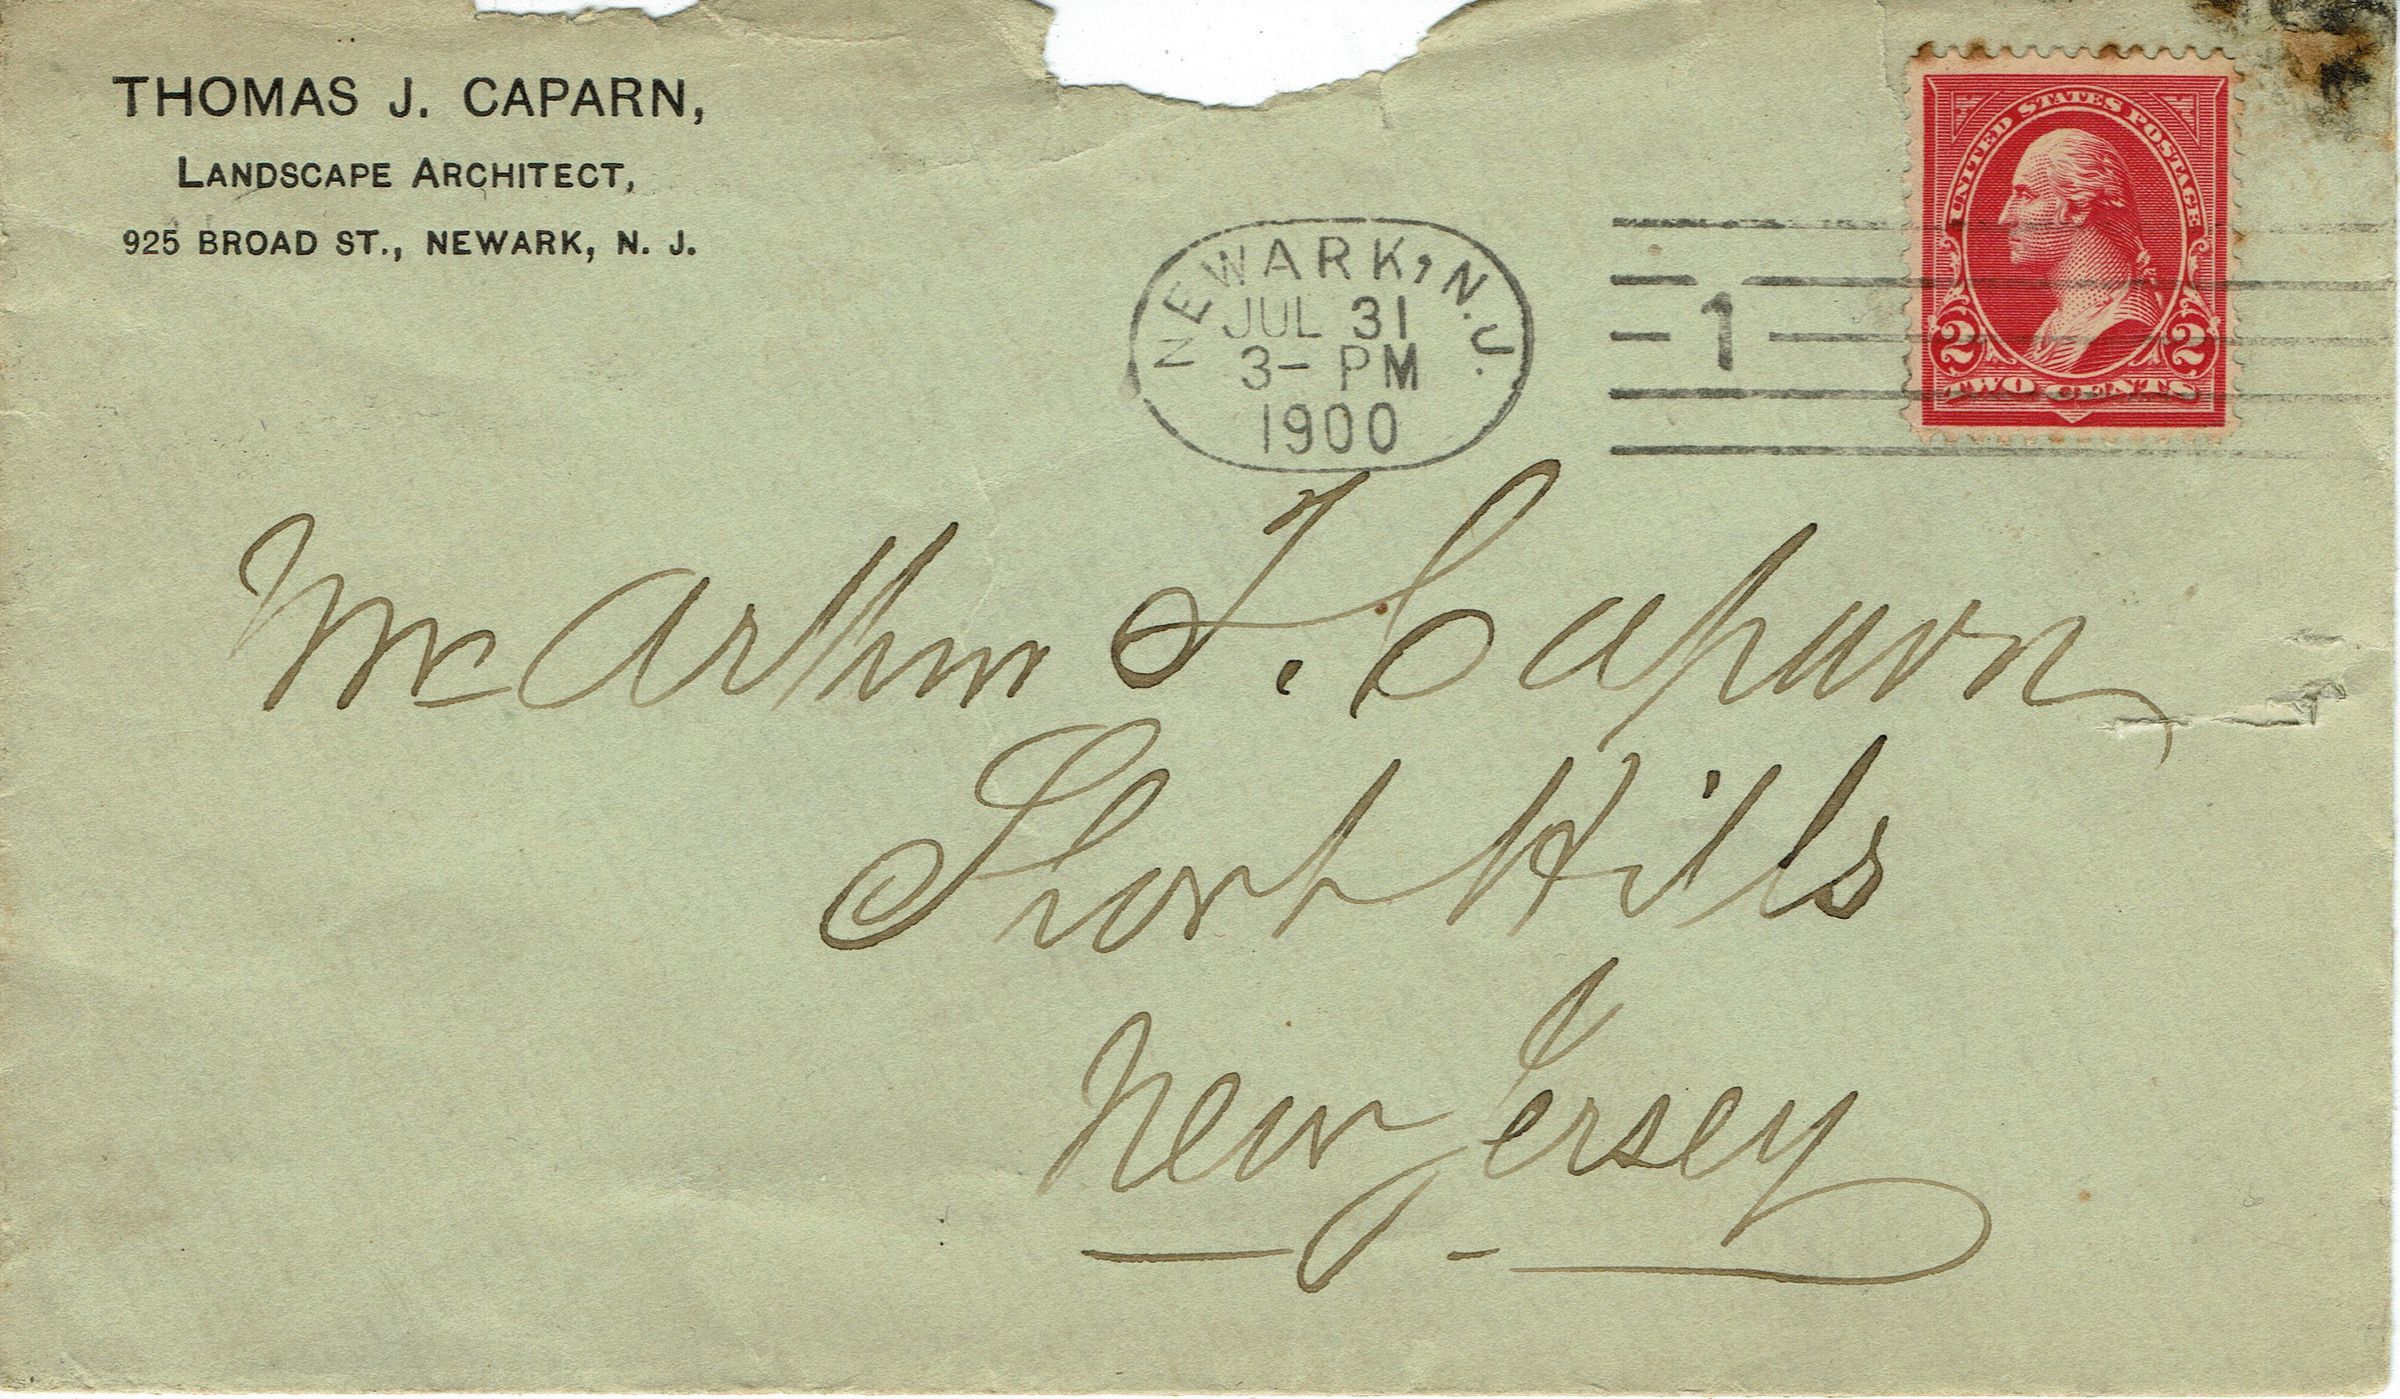 THOMAS J. CAPARN,
LANDSCAPE ARCHITECT,
925 BROAD ST., NEWARK, N. J.
NEWARK, N.J.
JUL 31
3- PM
1900
1
UNITED STATES POSTAGE
2 2
TWO CENTS
Mr Arthur T. Caparn
Short Hills
New Jersey